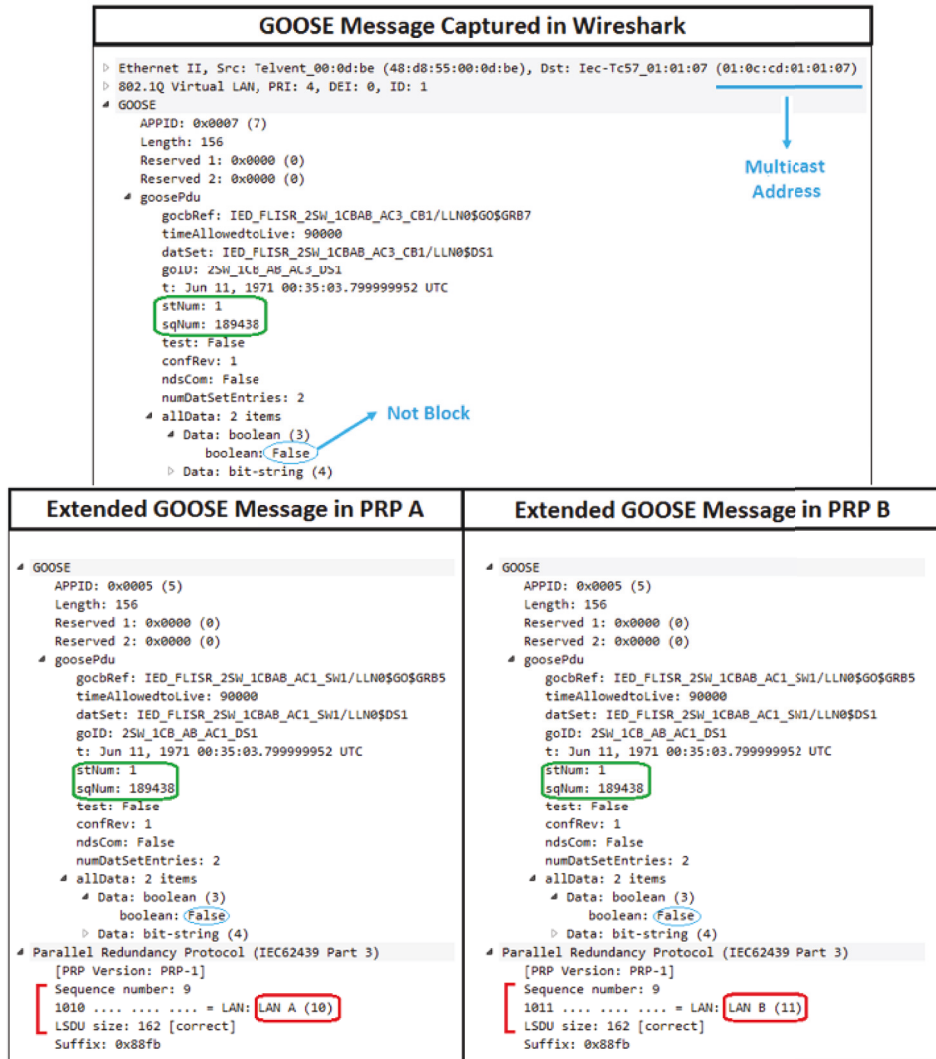 GOOSE Message Captured in Wireshark
Ethernet II, Src: Telvent_00:0d:be (48:d8:55:00:0d:be), Dst: Iec-Tc57_01:01:07 (01:0c:cd:01:01:07)
802.1Q Virtual LAN, PRI: 4, DEI: 0, ID: 1
GOOSE
APPID: 0x0007 (7)
Length: 156
Reserved 1: 0x0000 (0)
Reserved 2: 0x0000 (0)
Multicast
Address
goosePdu
gocbRef: IED_FLISR_2SW_1CBAB_AC3_CB1/LLN0$GO$GRB7
timeAllowedtoLive: 90000
datSet: IED_FLISR_2SW_1CBAB_AC3_CB1/LLN0$DS1
goID: 2SW_1CB_AB_AC3_DS1
t: Jun 11, 1971 00:35:03.799999952 UTC
stNum: 1
sqNum: 189438
test: False
confRev: 1
ndsCom: False
numDatSetEntries: 2
allData: 2 items
Not Block
Data: boolean (3)
boolean: False
Data: bit-string (4)
Extended GOOSE Message in PRP A
GOOSE
APPID: 0x0005 (5)
Length: 156
Reserved 1: 0x0000 (0)
Reserved 2: 0x0000 (0)
goosePdu
gocbRef: IED_FLISR_2SW_1CBAB_AC1_SW1/LLN0$GO$GRB5
timeAllowedtoLive: 90000
datSet: IED_FLISR_2SW_1CBAB_AC1_SW1/LLN0$DS1
goID: 2SW_1CB_AB_AC1_DS1
t: Jun 11, 1971 00:35:03.799999952 UTC
stNum: 1
sqNum: 189438
test: False
confRev: 1
ndsCom: False
numDatSetEntries: 2
allData: 2 items
Data: boolean (3)
boolean: False
Data: bit-string (4)
Parallel Redundancy Protocol (IEC62439 Part 3)
[PRP Version: PRP-1]
Sequence number: 9
1010 .... .... .... = LAN: LAN A (10)
LSDU size: 162 [correct]
Suffix: 0x88fb
Extended GOOSE Message in PRP B
GOOSE
APPID: 0x0005 (5)
Length: 156
Reserved 1: 0x0000 (0)
Reserved 2: 0x0000 (0)
goosePdu
gocbRef: IED_FLISR_2SW_1CBAB_AC1_SW1/LLN0$GO$GRB5
timeAllowedtoLive: 90000
datSet: IED_FLISR_2SW_1CBAB_AC1_SW1/LLN0$DS1
goID: 2SW_1CB_AB_AC1_DS1
t: Jun 11, 1971 00:35:03.799999952 UTC
stNum: 1
sqNum: 189438
test: False
confRev: 1
ndsCom: False
numDatSetEntries: 2
allData: 2 items
Data: boolean (3)
boolean: False
Data: bit-string (4)
Parallel Redundancy Protocol (IEC62439 Part 3)
[PRP Version: PRP-1]
Sequence number: 9
1011 .... .... .... = LAN: LAN B (11)
LSDU size: 162 [correct]
Suffix: 0x88fb